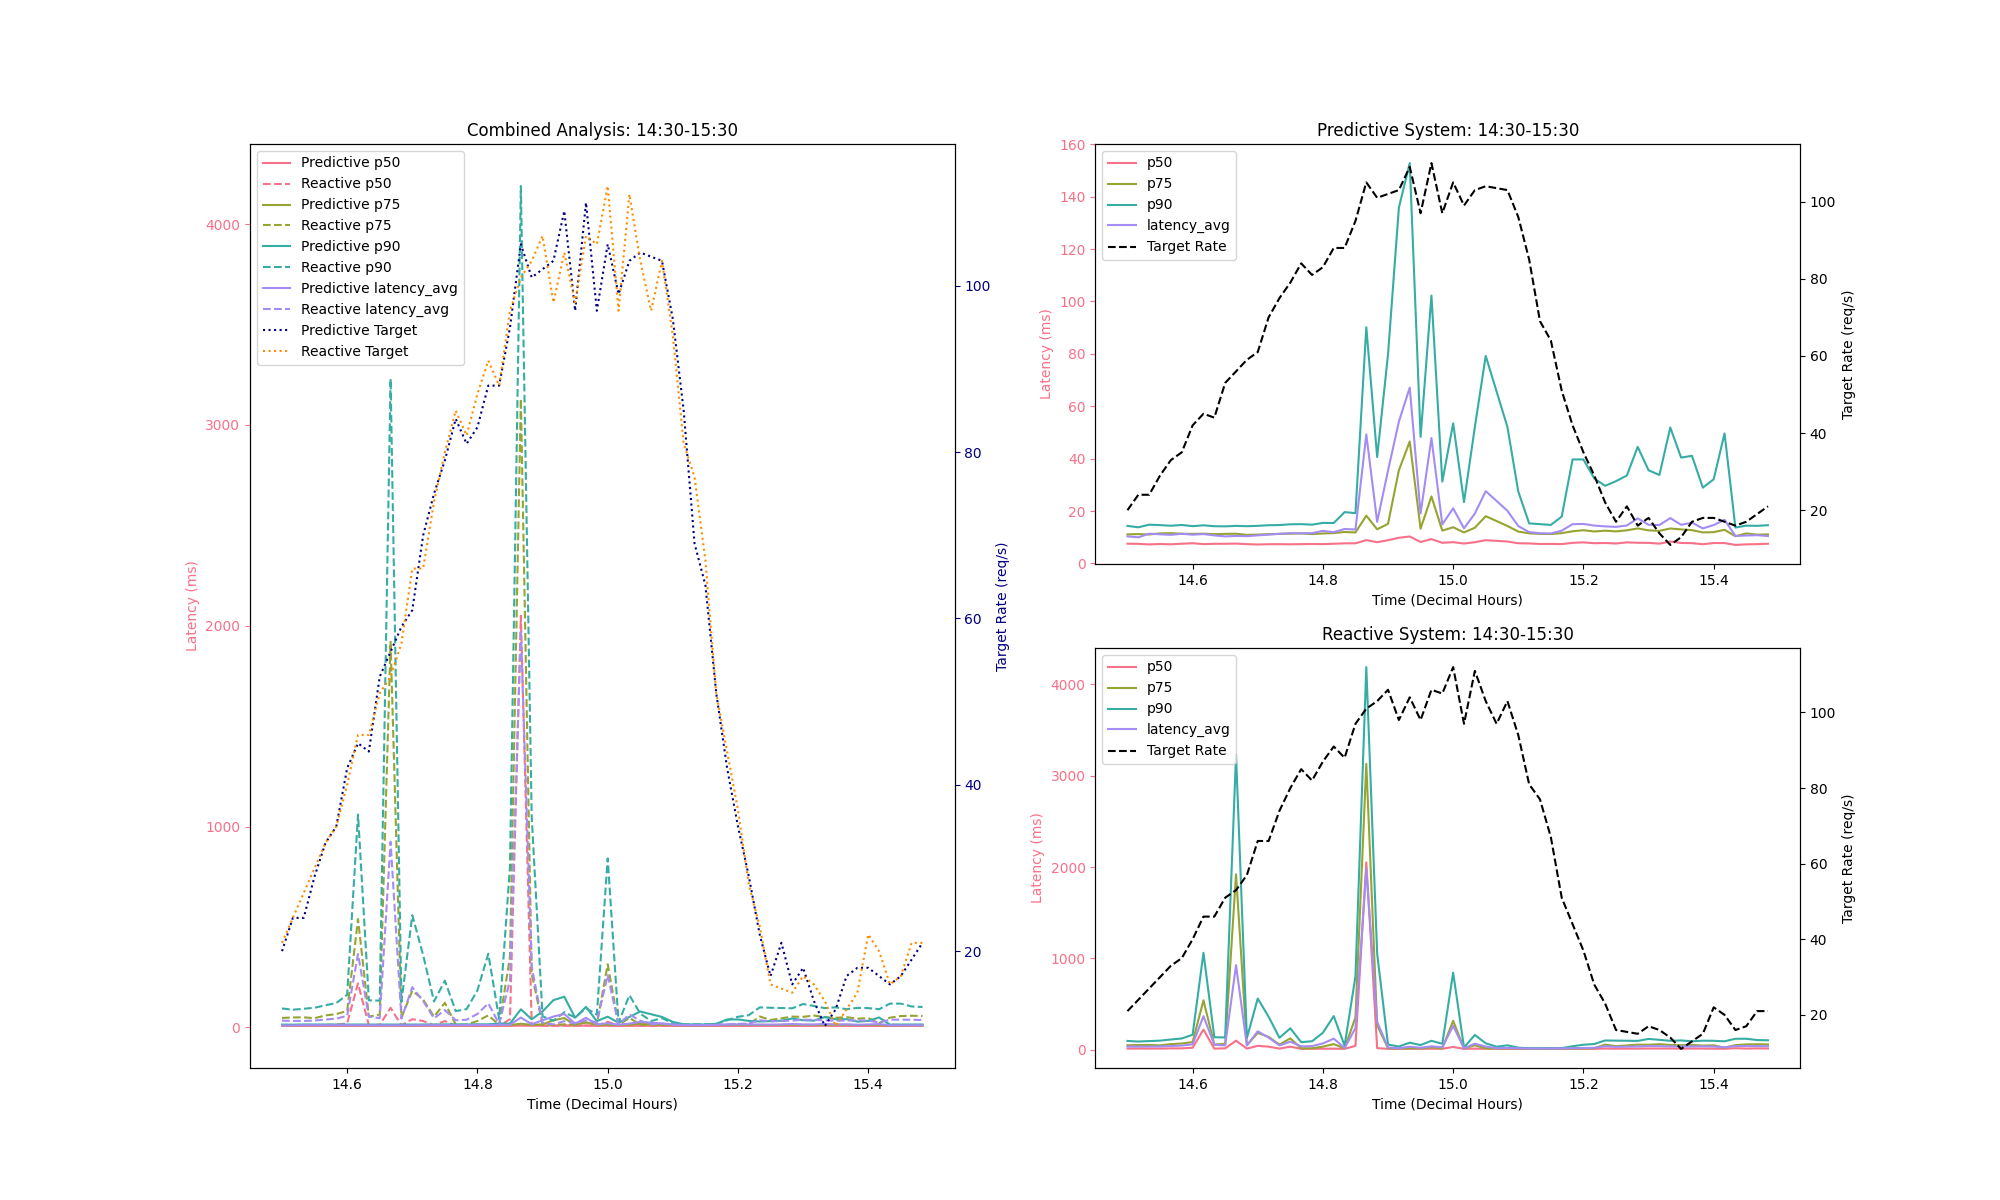 Combined Analysis: 14:30-15:30
Predictive p50
Reactive p50
Predictive p75
Reactive p75
Predictive p90
Reactive p90
Predictive latency_avg
Reactive latency_avg
Predictive Target
Reactive Target
Latency (ms)
4000
3000
2000
1000
0
Target Rate (req/s)
100
80
60
40
20
14.6 14.8 15.0 15.2 15.4
Time (Decimal Hours)
Predictive System: 14:30-15:30
p50
p75
p90
latency_avg
Target Rate
Latency (ms)
160
140
120
100
80
60
40
20
0
Target Rate (req/s)
100
80
60
40
20
14.6 14.8 15.0 15.2 15.4
Time (Decimal Hours)
Reactive System: 14:30-15:30
p50
p75
p90
latency_avg
Target Rate
Latency (ms)
4000
3000
2000
1000
0
Target Rate (req/s)
100
80
60
40
20
14.6 14.8 15.0 15.2 15.4
Time (Decimal Hours)